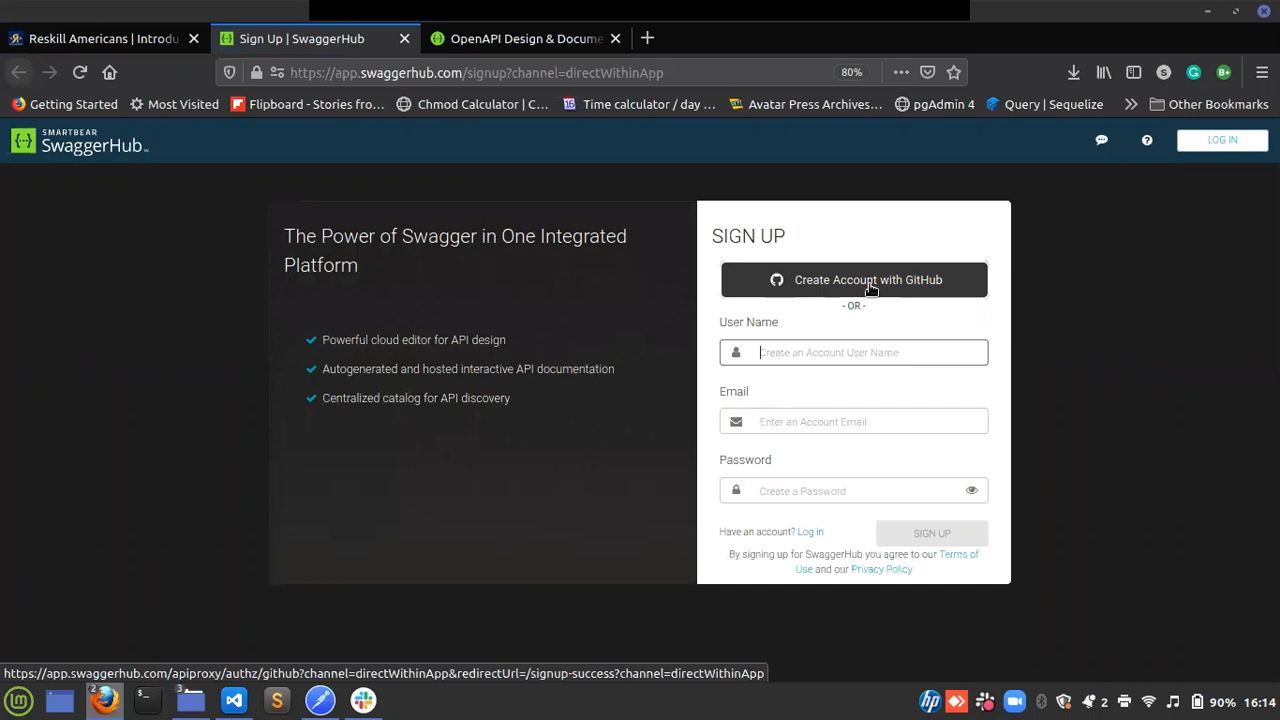 Reskill Americans | Introdu
Sign Up | SwaggerHub
OpenAPI Design & Docume
https://app.swaggerhub.com/signup?channel=directWithinApp
80%
Getting Started
Most Visited
Flipboard - Stories fro…
Chmod Calculator | C…
16
Time calculator / day …
Avatar Press Archives…
pgAdmin 4
Query | Sequelize
Other Bookmarks
SMARTBEAR
SwaggerHub
LOG IN
The Power of Swagger in One Integrated
Platform
Powerful cloud editor for API design
Autogenerated and hosted interactive API documentation
Centralized catalog for API discovery
SIGN UP
Create Account with GitHub
- OR -
User Name
Create an Account User Name
Email
Enter an Account Email
Password
Create a Password
Have an account? Log in
SIGN UP
By signing up for SwaggerHub you agree to our Terms of
Use and our Privacy Policy
https://app.swaggerhub.com/apiproxy/authz/github?channel=directWithinApp&redirectUrl=/signup-success?channel=directWithinApp
2
3
2
90%
16:14